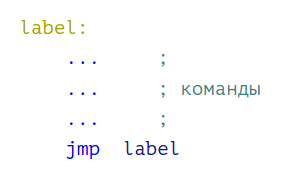 label:
...     ;
...     ; команды
...     ;
jmp  label